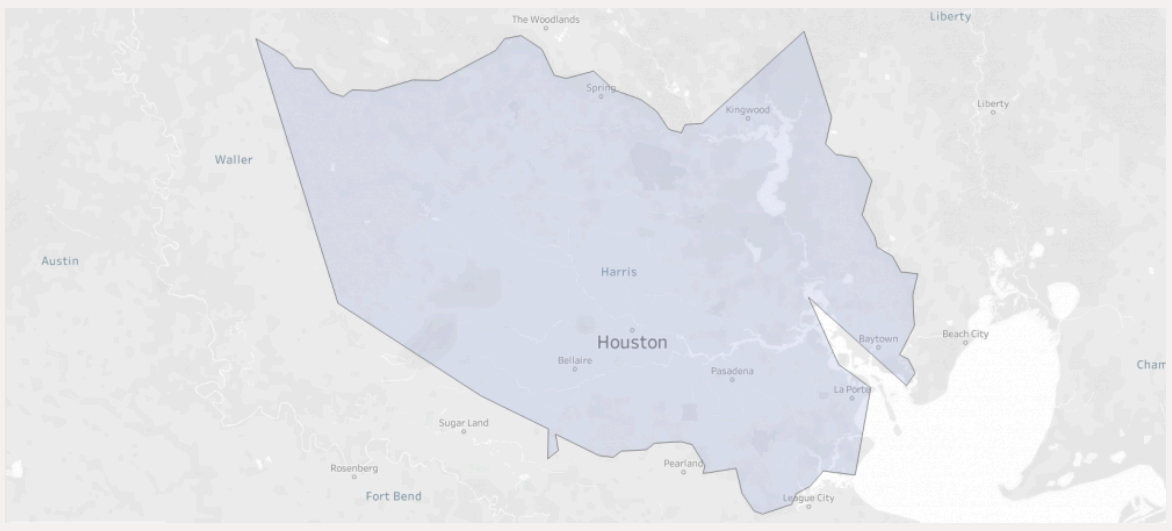 The Woodlands
Liberty
Spring
Kingwood
Liberty
Waller
Austin
Harris
Houston
Baytown
Beach City
Bellaire
Pasadena
Cham
La Porte
Sugar Land
Rosenberg
Pearland
Fort Bend
League City